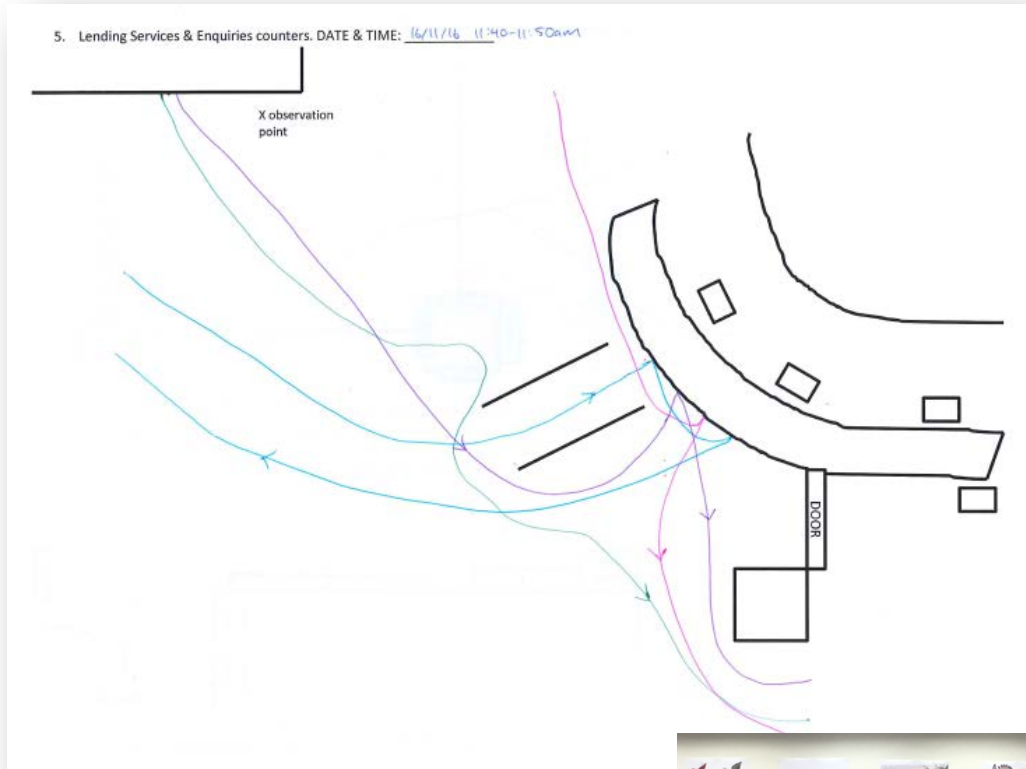 5. Lending Services & Enquiries counters. DATE & TIME: 16/11/16 11:40-11:50am
X observation
point
DOOR